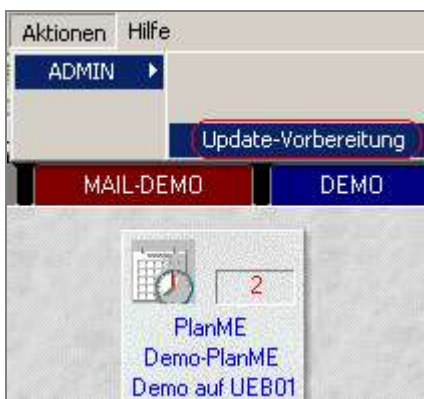 Aktionen Hilfe
ADMIN
Update-Vorbereitung
MAIL-DEMO DEMO
2
PlanME
Demo-PlanME
Demo auf UEB01